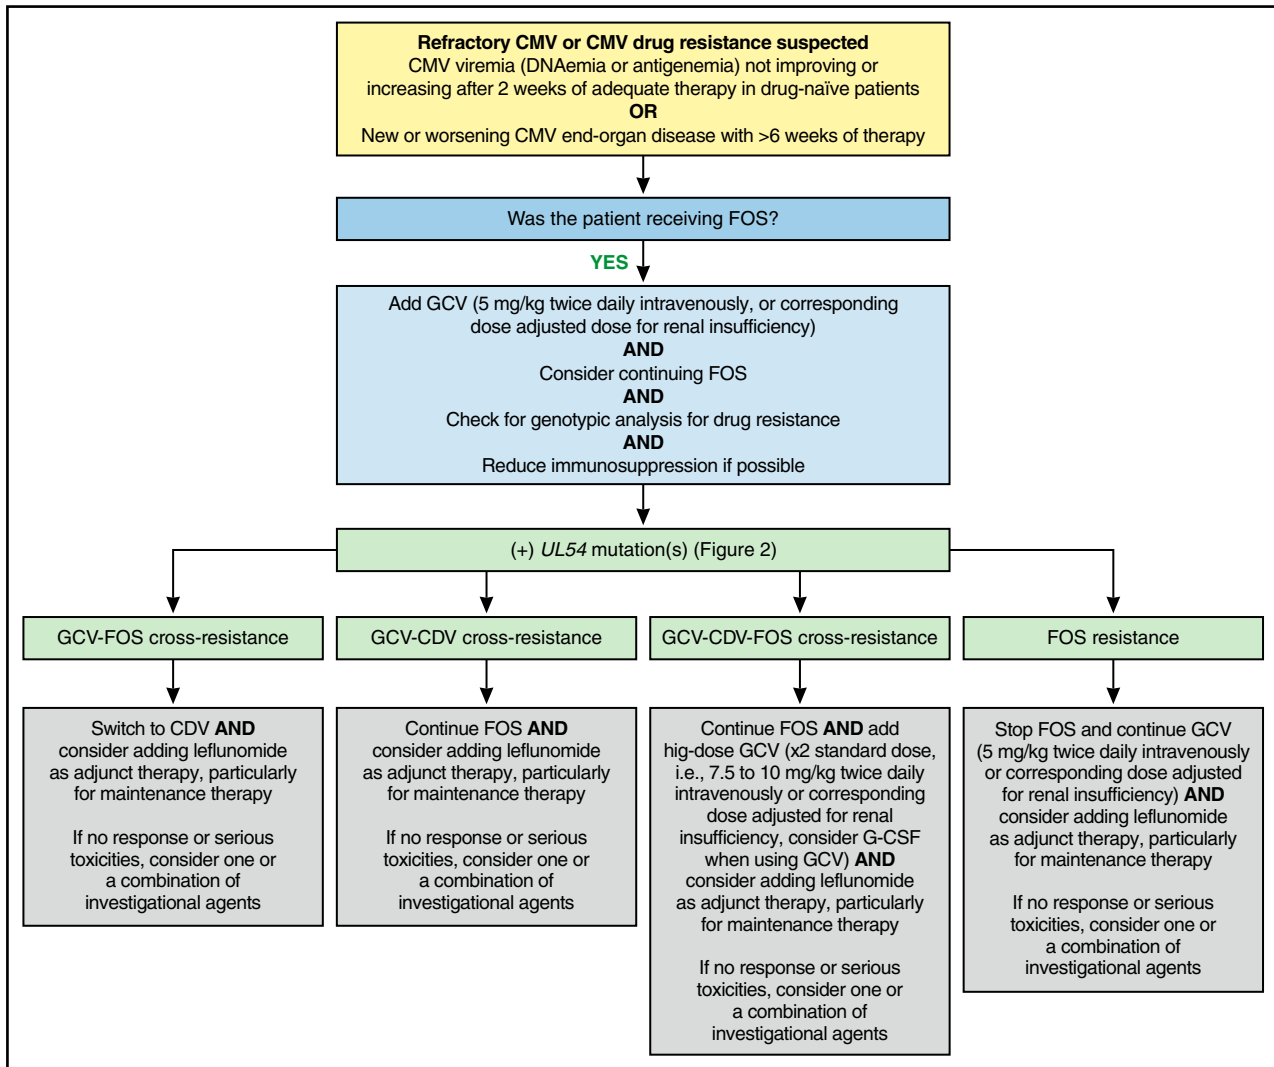 Refractory CMV or CMV drug resistance suspected
CMV viremia (DNAemia or antigenemia) not improving or
increasing after 2 weeks of adequate therapy in drug-naïve patients
OR
New or worsening CMV end-organ disease with >6 weeks of therapy
Was the patient receiving FOS?
YES
Add GCV (5 mg/kg twice daily intravenously, or corresponding
dose adjusted dose for renal insufficiency)
AND
Consider continuing FOS
AND
Check for genotypic analysis for drug resistance
AND
Reduce immunosuppression if possible
(+) UL54 mutation(s) (Figure 2)
GCV-FOS cross-resistance
Switch to CDV AND
consider adding leflunomide
as adjunct therapy, particularly
for maintenance therapy
If no response or serious
toxicities, consider one or
a combination of
investigational agents
GCV-CDV cross-resistance
Continue FOS AND
consider adding leflunomide
as adjunct therapy, particularly
for maintenance therapy
If no response or serious
toxicities, consider one or
a combination of
investigational agents
GCV-CDV-FOS cross-resistance
Continue FOS AND add
hig-dose GCV (x2 standard dose,
i.e., 7.5 to 10 mg/kg twice daily
intravenously or corresponding
dose adjusted for renal
insufficiency, consider G-CSF
when using GCV) AND
consider adding leflunomide
as adjunct therapy, particularly
for maintenance therapy
If no response or serious
toxicities, consider one or
a combination of
investigational agents
FOS resistance
Stop FOS and continue GCV
(5 mg/kg twice daily intravenously
or corresponding dose adjusted
for renal insufficiency) AND
consider adding leflunomide
as adjunct therapy, particularly
for maintenance therapy
If no response or serious
toxicities, consider one or
a combination of
investigational agents